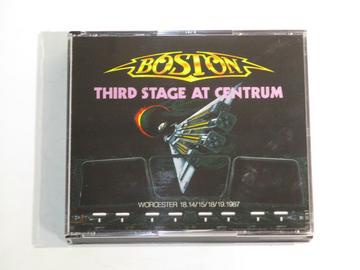 BOSTON
THIRD STAGE AT CENTRUM
WORCESTER 18.14/15/18/19.1987